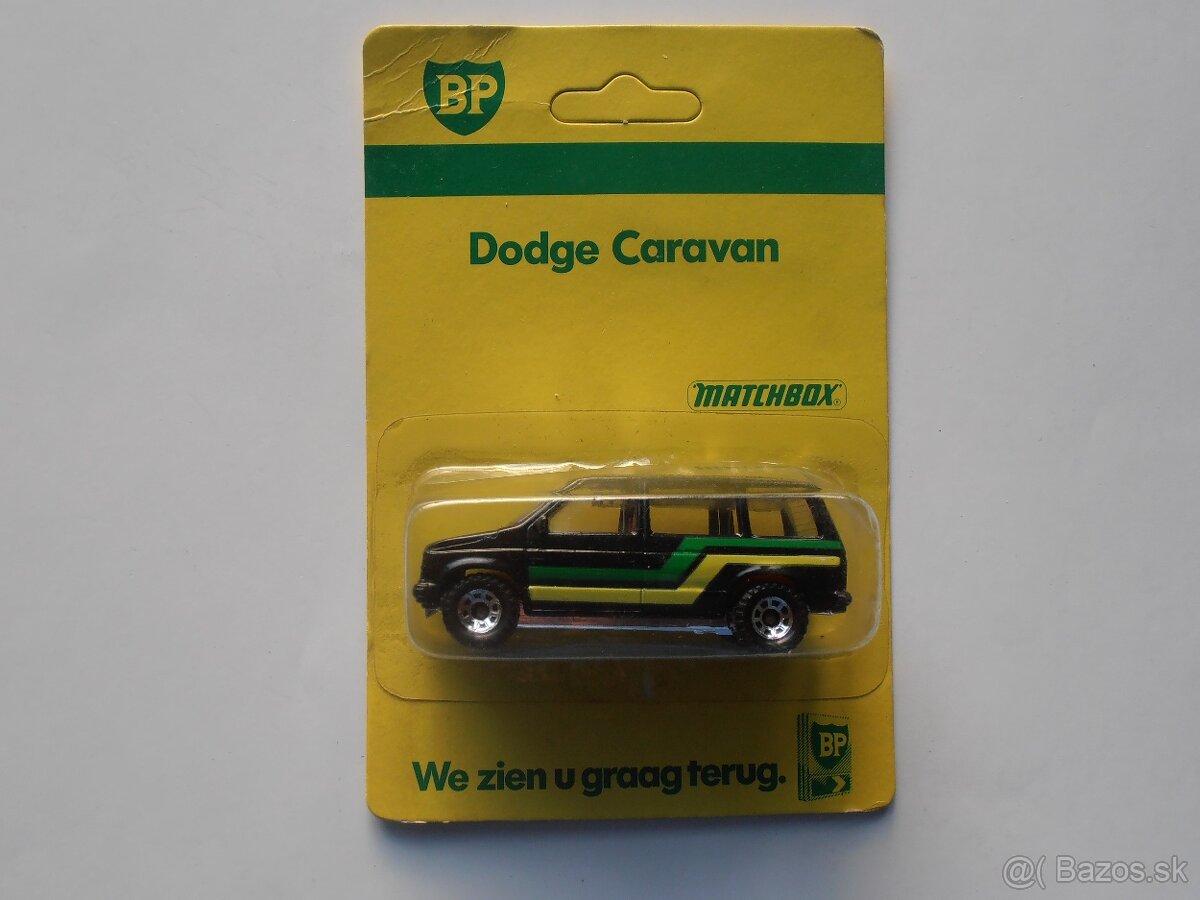 BP
Dodge Caravan
"MATCHBOX"
We zien u graag terug.
BP
@( Bazos.sk